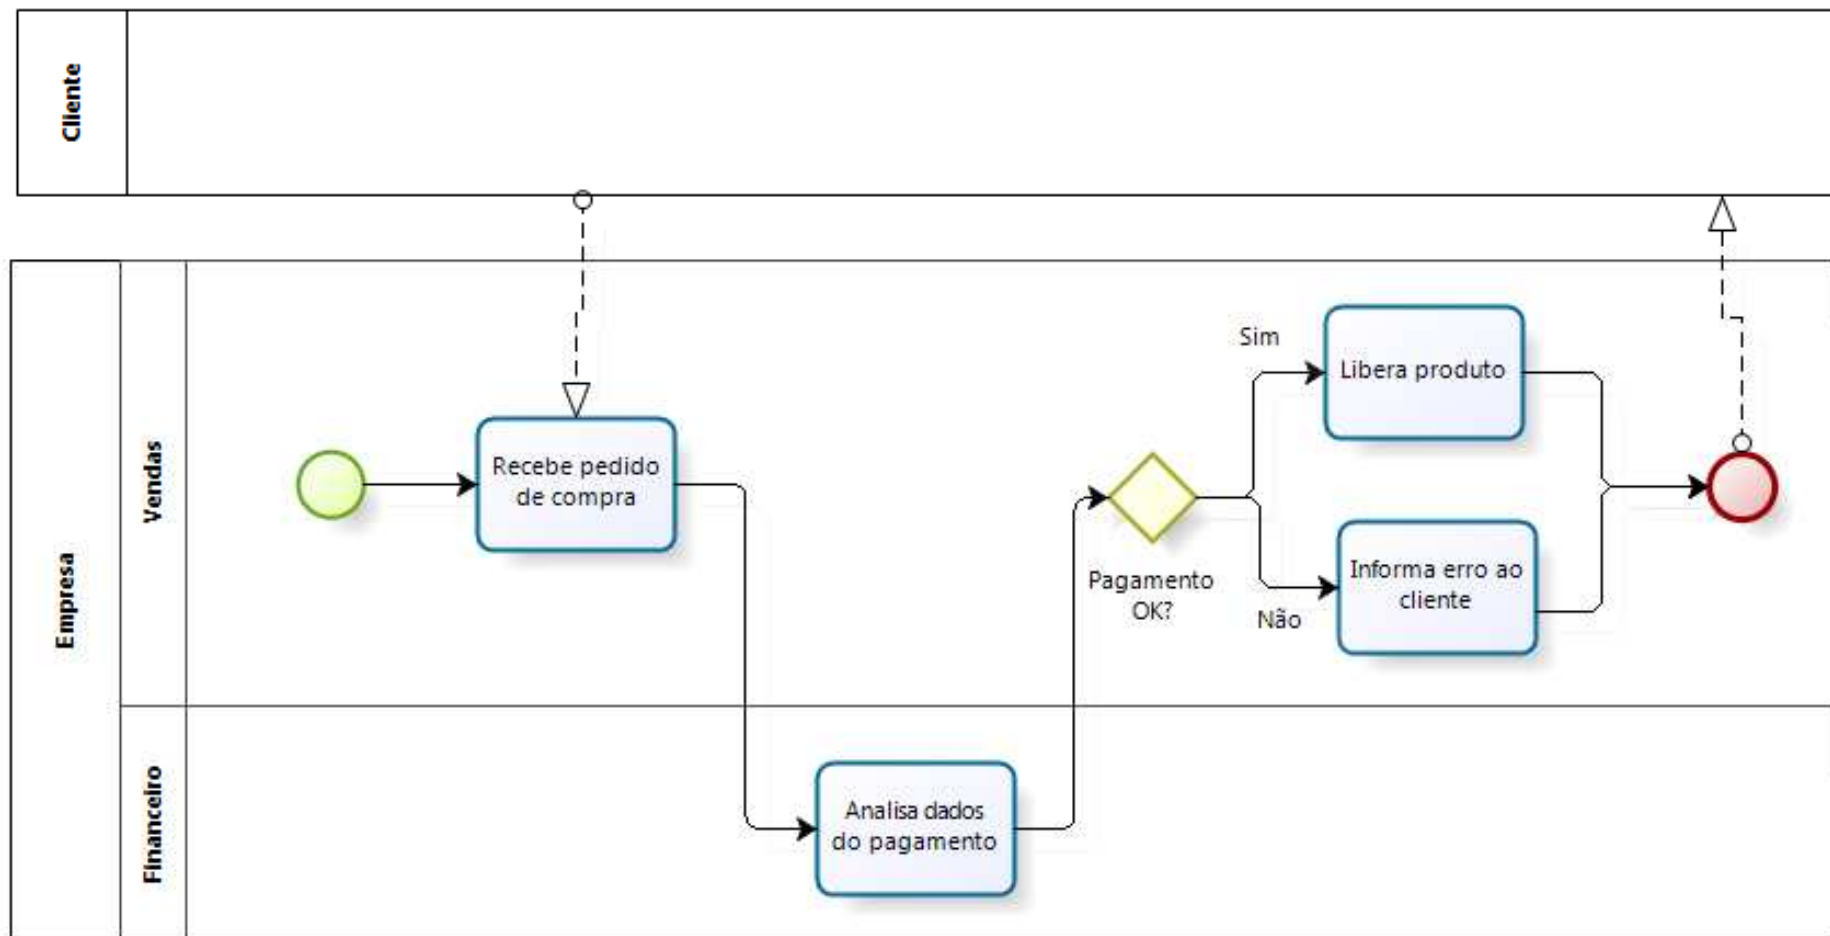 Cliente
Empresa
Vendas
Recebe pedido
de compra
Pagamento
OK?
Sim
Libera produto
Não
Informa erro ao
cliente
Financeiro
Analisa dados
do pagamento